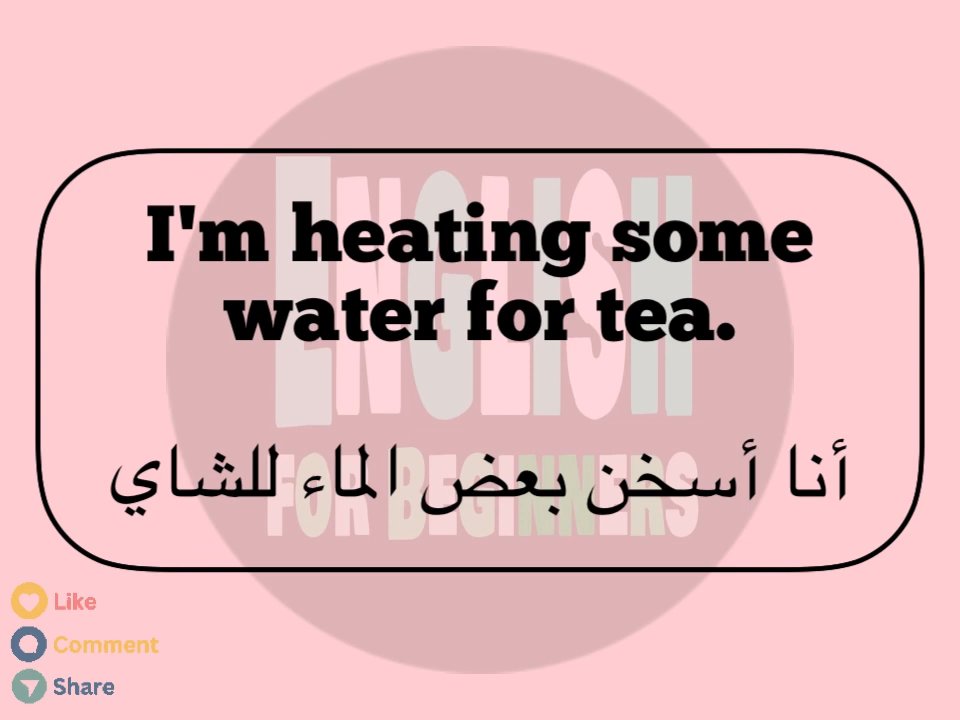 I'm heating some
water for tea.
أنا أسخن بعض الماء للشاي
ENGLISH
FOR BEGINNERS
Like
Comment
Share